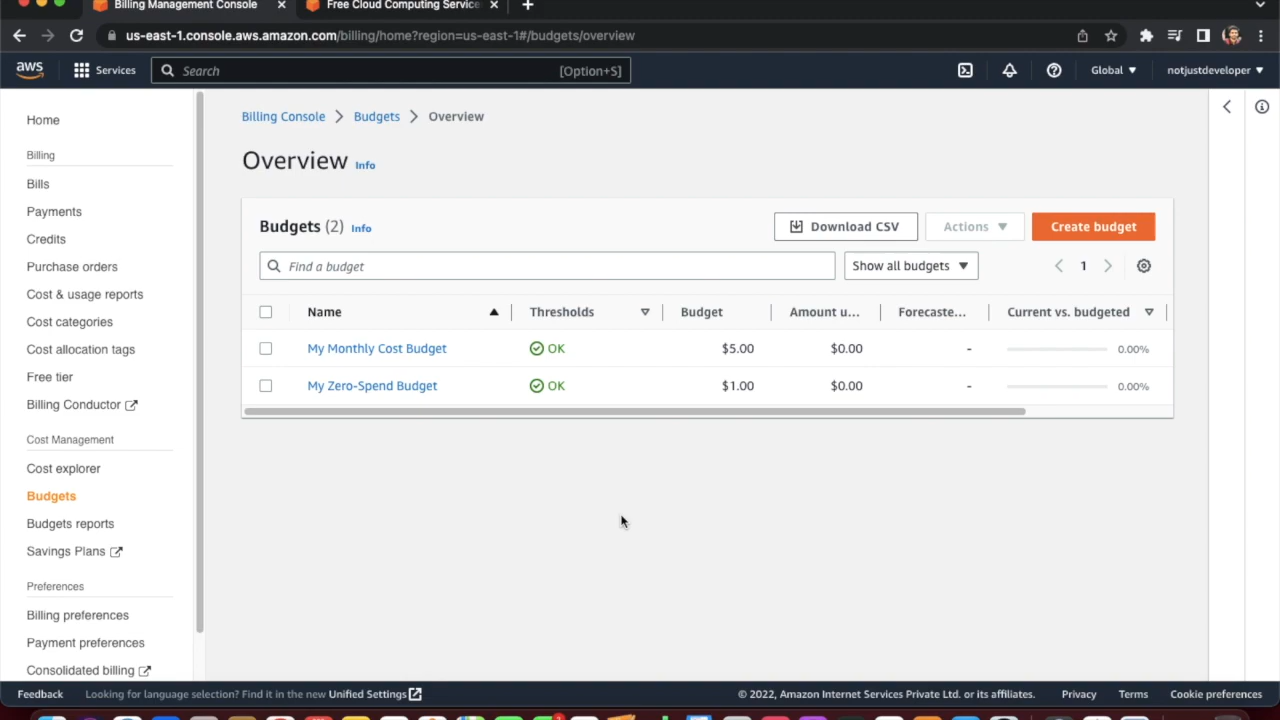 Billing Management Console
Free Cloud Computing Service
us-east-1.console.aws.amazon.com/billing/home?region=us-east-1#/budgets/overview
aws
Services
Search
[Option+S]
Global
notjustdeveloper
Home
Billing
Bills
Payments
Credits
Purchase orders
Cost & usage reports
Cost categories
Cost allocation tags
Free tier
Billing Conductor
Cost Management
Cost explorer
Budgets
Budgets reports
Savings Plans
Preferences
Billing preferences
Payment preferences
Consolidated billing
Billing Console > Budgets > Overview
Overview Info
Budgets (2) Info
Download CSV
Actions
Create budget
Find a budget
Show all budgets
1
Name Thresholds Budget Amount u... Forecaste... Current vs. budgeted
My Monthly Cost Budget OK $5.00 $0.00 - 0.00%
My Zero-Spend Budget OK $1.00 $0.00 - 0.00%
Feedback Looking for language selection? Find it in the new Unified Settings © 2022, Amazon Internet Services Private Ltd. or its affiliates. Privacy Terms Cookie preferences